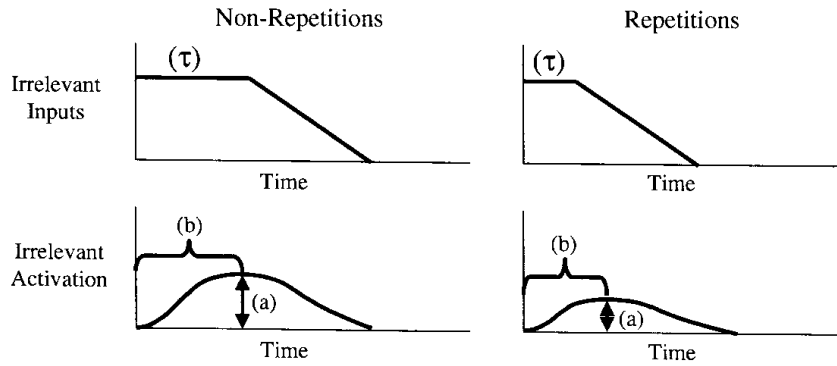 Non-Repetitions
Repetitions
Irrelevant
Inputs
(τ)
(τ)
Time
Time
Irrelevant
Activation
(b)
(a)
(b)
(a)
Time
Time